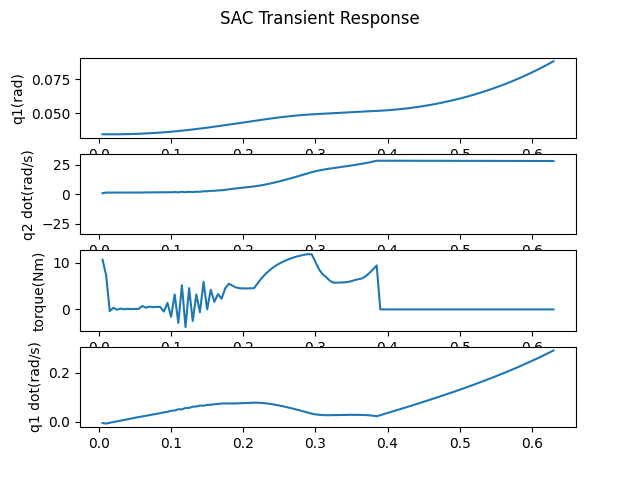 SAC Transient Response
q1(rad)
0.075
0.050
0.0 0.1 0.2 0.3 0.4 0.5 0.6
q2 dot(rad/s)
25
0
−25
0.0 0.1 0.2 0.3 0.4 0.5 0.6
torque(Nm)
10
0
0.0 0.1 0.2 0.3 0.4 0.5 0.6
q1 dot(rad/s)
0.2
0.0
0.0 0.1 0.2 0.3 0.4 0.5 0.6